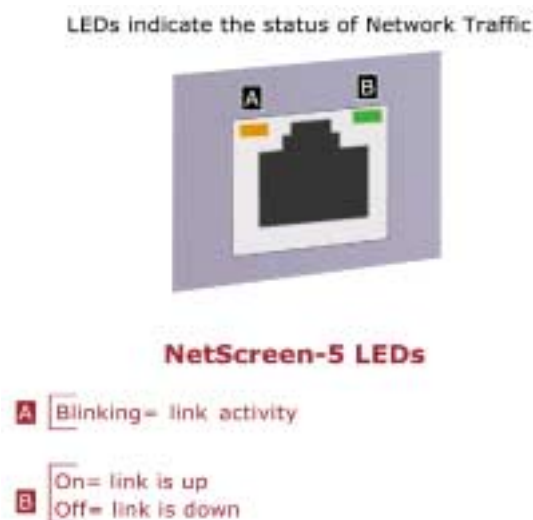 LEDs indicate the status of Network Traffic
A
B
NetScreen-5 LEDs
A Blinking= link activity
B On= link is up
Off= link is down